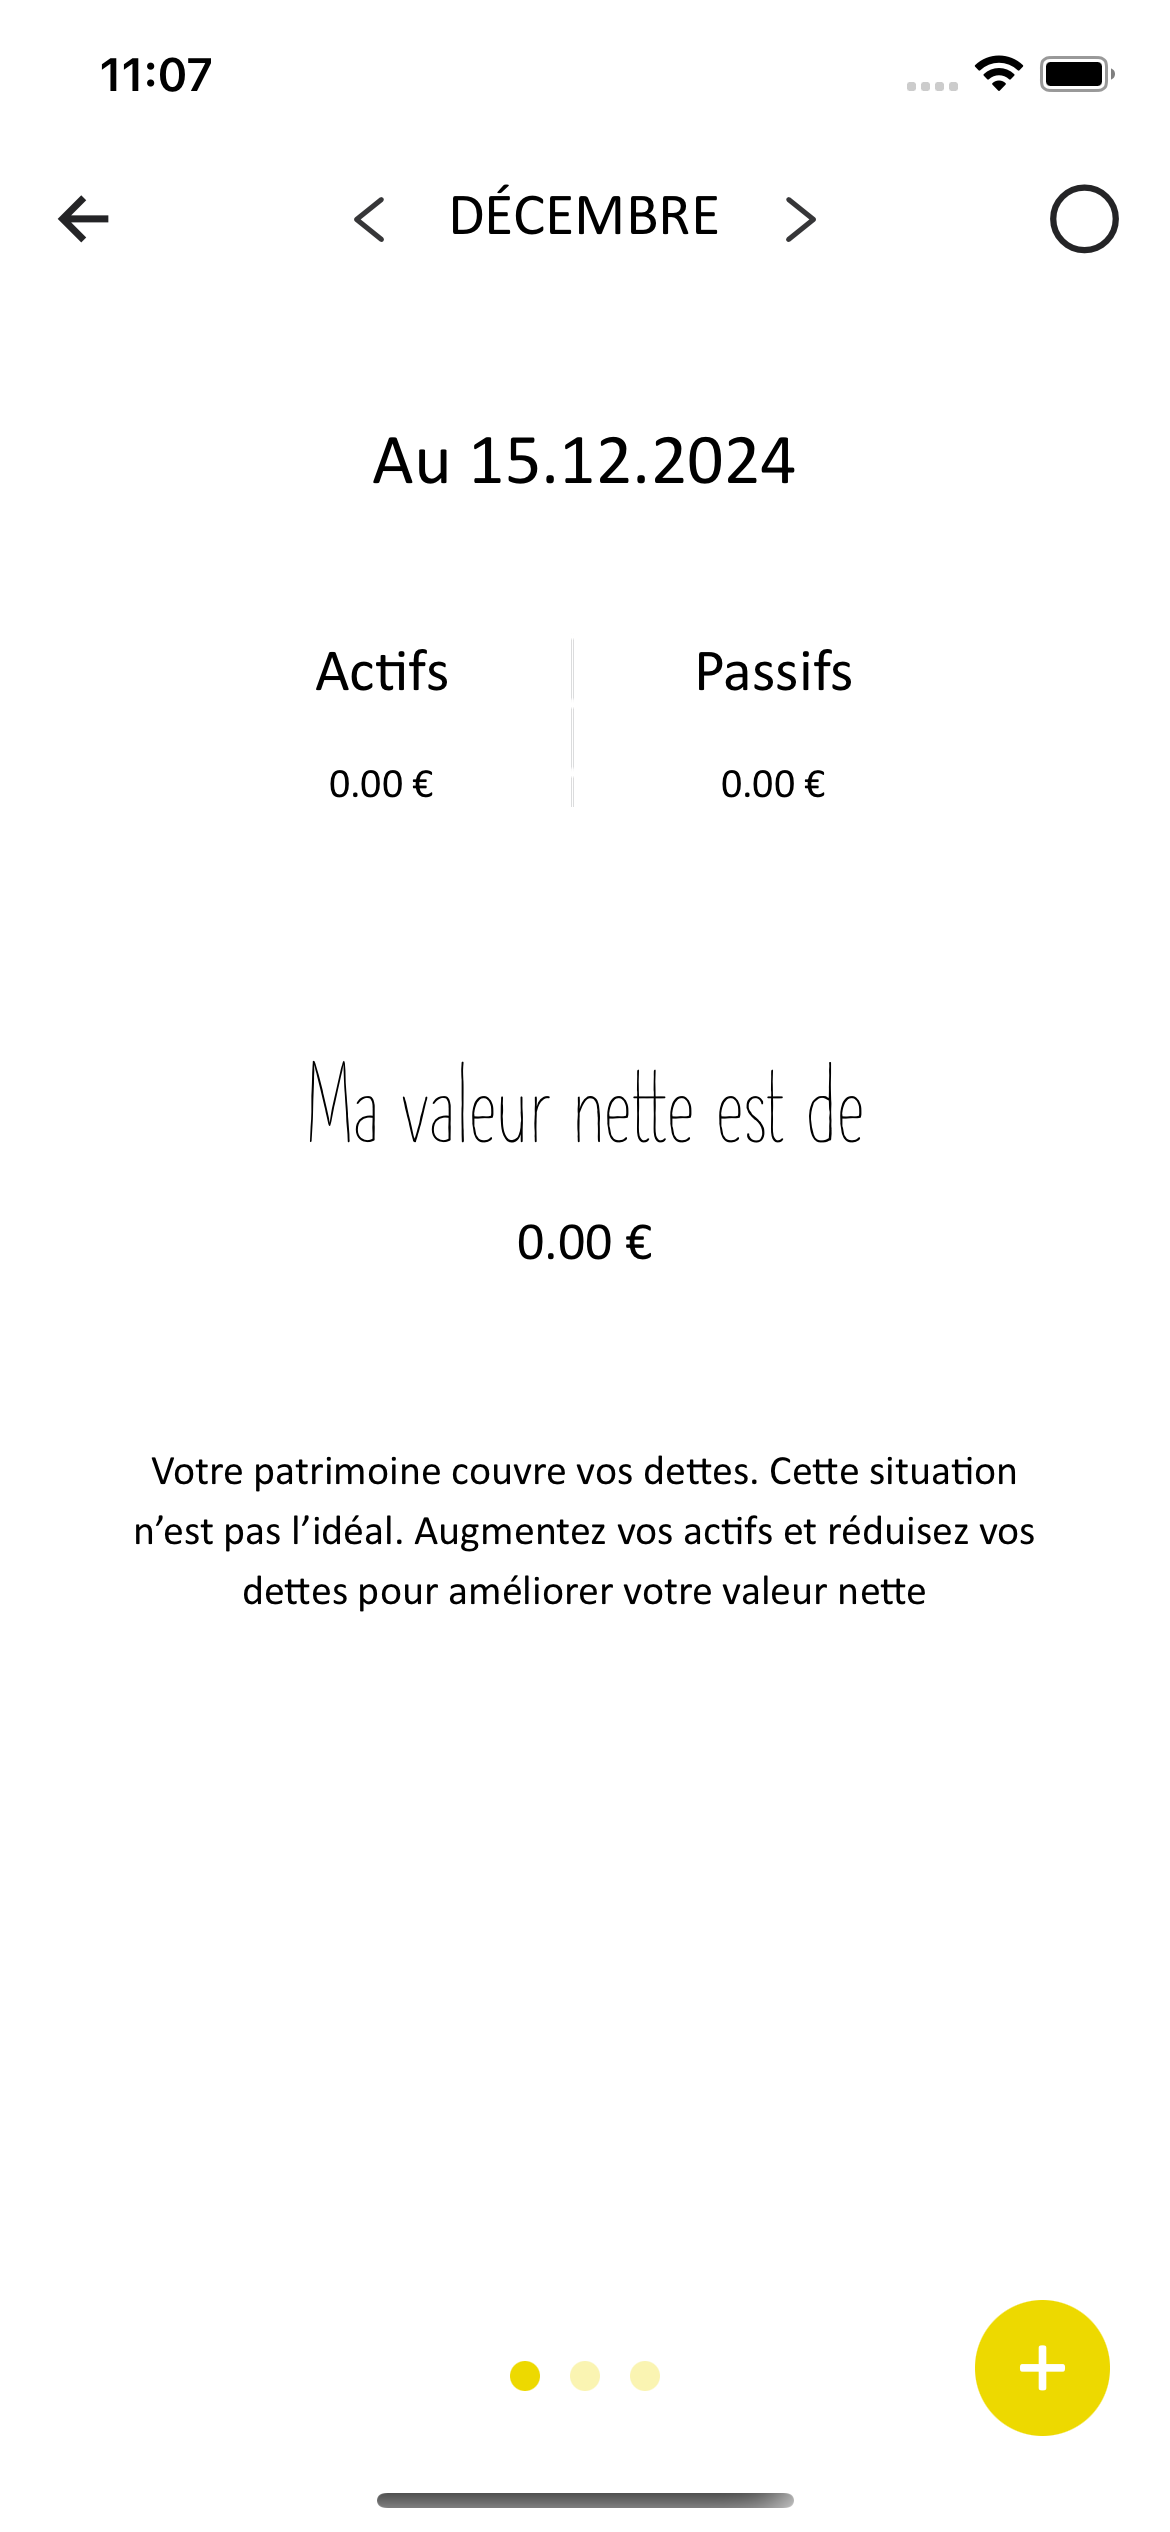 11:07
DÉCEMBRE
Au 15.12.2024
Actifs
Passifs
0.00 €
0.00 €
Ma valeur nette est de
0.00 €
Votre patrimoine couvre vos dettes. Cette situation
n’est pas l’idéal. Augmentez vos actifs et réduisez vos
dettes pour améliorer votre valeur nette